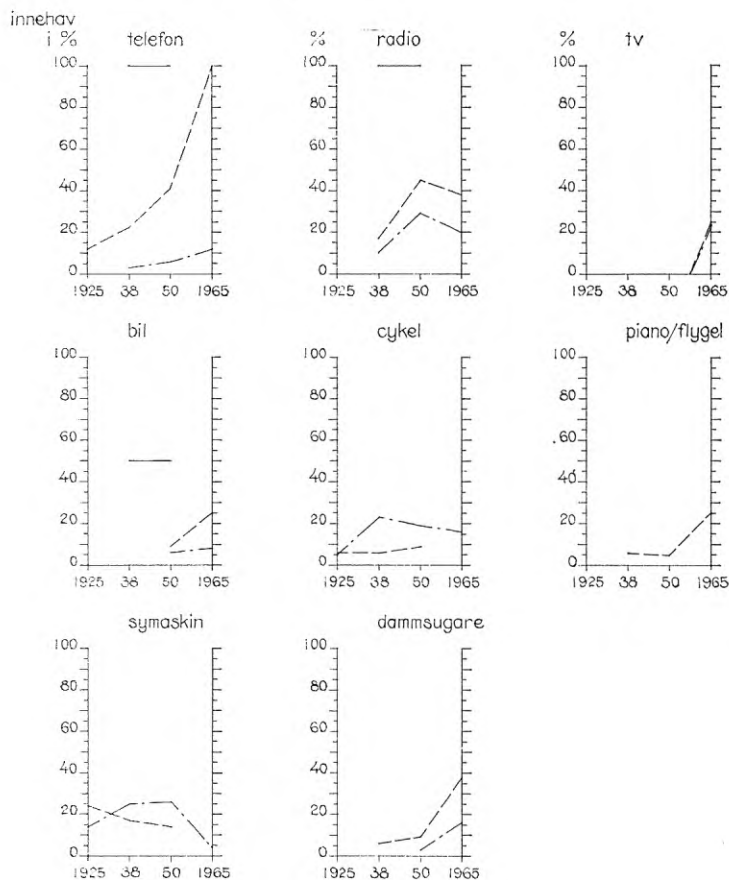 innehav
i % telefon % radio % tv
100 100 100
80 80 80
60 60 60
40 40 40
20 20 20
0 0 0
1925 38 50 1965 1925 38 50 1965 1925 38 50 1965
bil cykel piano/flygel
100 100 100
80 80 80
60 60 60
40 40 40
20 20 20
0 0 0
1925 38 50 1965 1925 38 50 1965 1925 38 50 1965
symaskin dammsugare
100 100
80 80
60 60
40 40
20 20
0 0
1925 38 50 1965 1925 38 50 1965